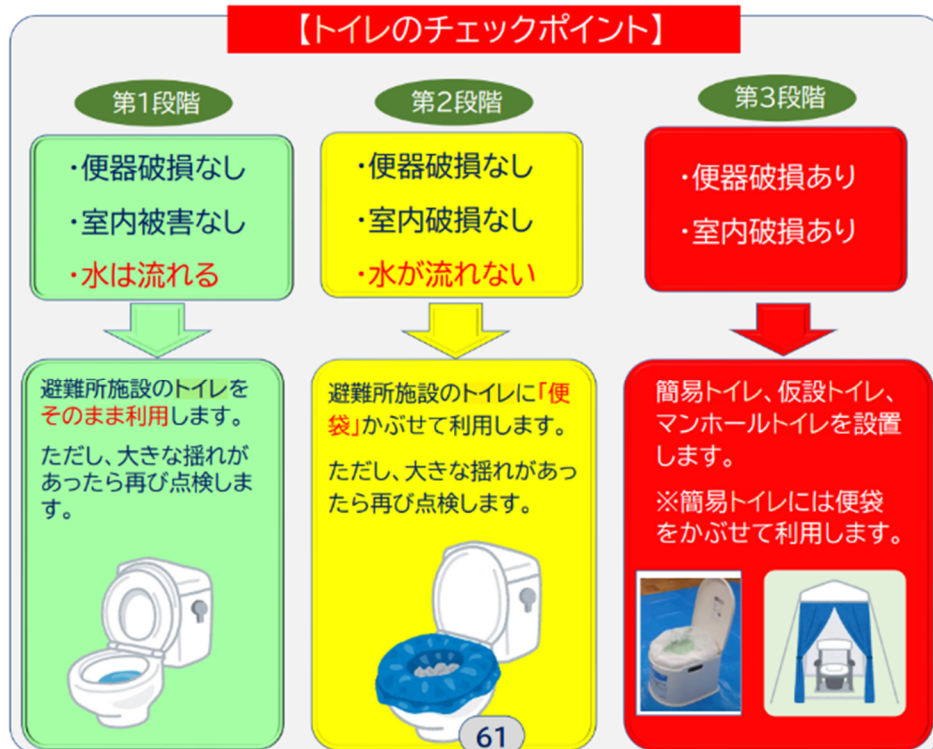 【トイレのチェックポイント】
第1段階
・便器破損なし
・室内被害なし
・水は流れる
避難所施設のトイレを
そのまま利用します。
ただし、大きな揺れが
あったら再び点検しま
す。
第2段階
・便器破損なし
・室内破損なし
・水が流れない
避難所施設のトイレに「便
袋」かぶせて利用します。
ただし、大きな揺れがあっ
たら再び点検します。
第3段階
・便器破損あり
・室内破損あり
簡易トイレ、仮設トイレ、
マンホールトイレを設置
します。
※簡易トイレには便袋
をかぶせて利用します。
61